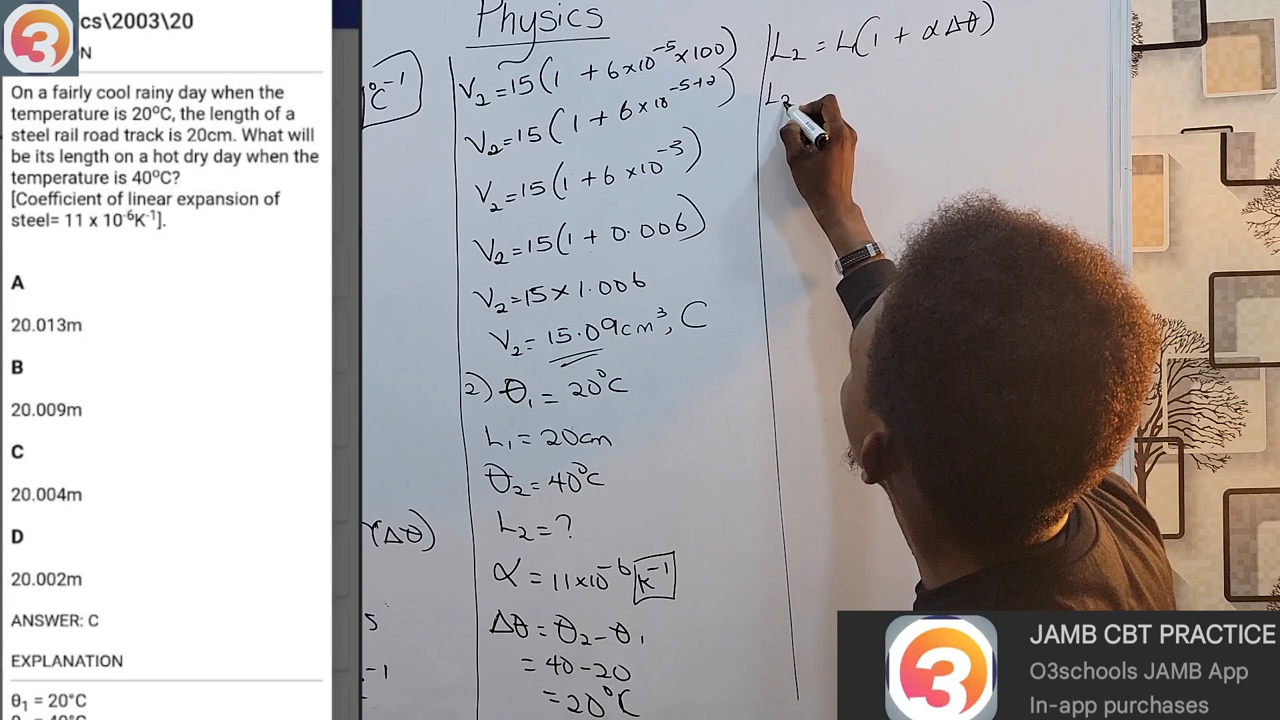 cs\2003\20
N
On a fairly cool rainy day when the
temperature is 20ºC, the length of a
steel rail road track is 20cm. What will
be its length on a hot dry day when the
temperature is 40ºC?
[Coefficient of linear expansion of
steel= 11 x 10⁻⁶K⁻¹].
A
20.013m
B
20.009m
C
20.004m
D
20.002m
ANSWER: C
EXPLANATION
θ₁ = 20°C
°C⁻¹
γ(Δθ)
5
-1
Physics
V₂=15(1 + 6×10⁻⁵×100)
V₂=15(1 + 6×10⁻⁵⁺²)
V₂=15(1 + 6×10⁻³)
V₂=15(1 + 0.006)
V₂=15×1.006
V₂= 15.09cm³, C
2) θ₁ = 20°C
L₁ = 20cm
θ₂ = 40°C
L₂ = ?
α = 11×10⁻⁶ K⁻¹
Δθ = θ₂ – θ₁
= 40 – 20
= 20°C
L₂ = L(1 + αΔθ)
L₂
3
JAMB CBT PRACTICE
O3schools JAMB App
In-app purchases